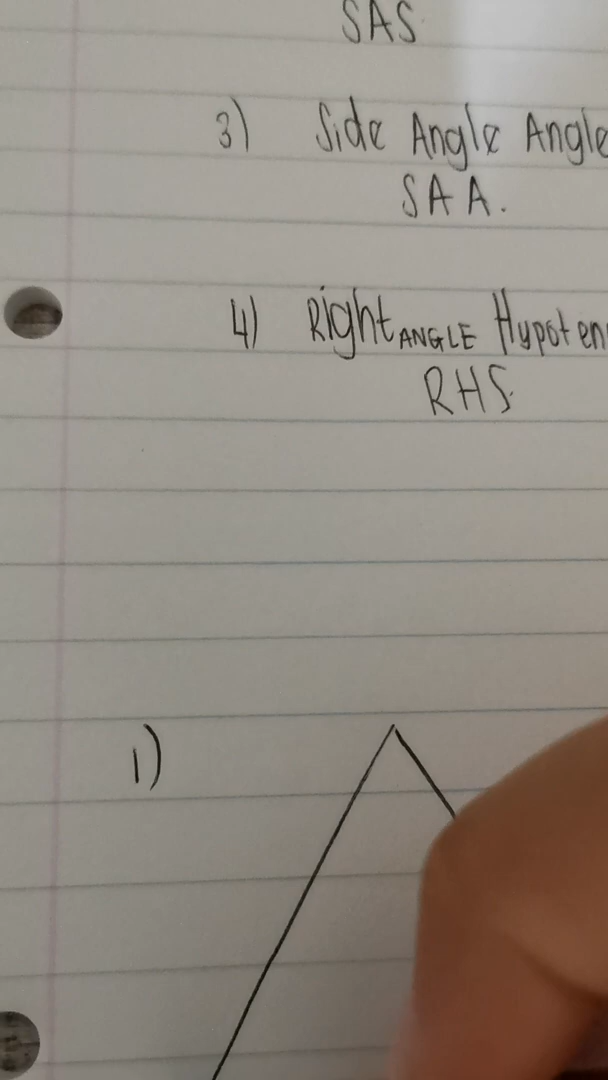 SAS
3) Side Angle Angle
SAA.
4) Right ANGLE Hypoten
RHS.
1)